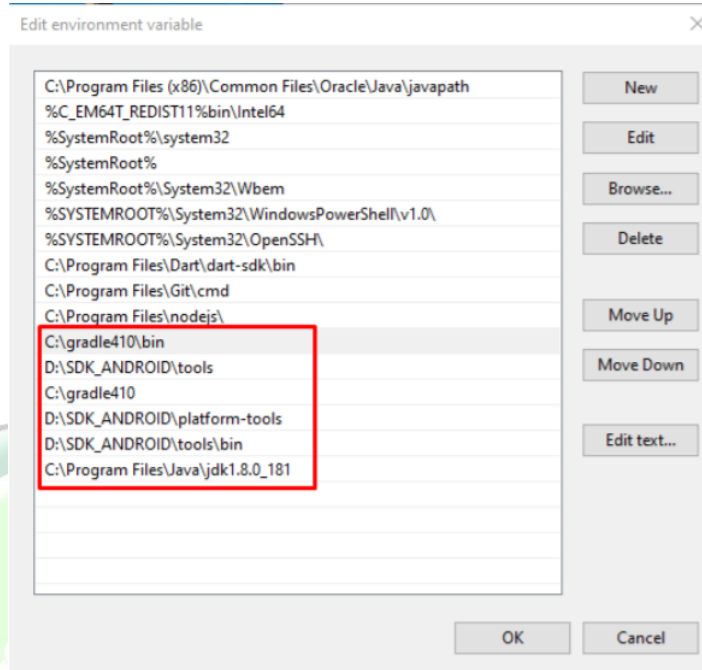 Edit environment variable
C:\Program Files (x86)\Common Files\Oracle\Java\javapath
%C_EM64T_REDIST11%bin\Intel64
%SystemRoot%\system32
%SystemRoot%
%SystemRoot%\System32\Wbem
%SYSTEMROOT%\System32\WindowsPowerShell\v1.0\
%SYSTEMROOT%\System32\OpenSSH\
C:\Program Files\Dart\dart-sdk\bin
C:\Program Files\Git\cmd
C:\Program Files\nodejs\
C:\gradle410\bin
D:\SDK_ANDROID\tools
C:\gradle410
D:\SDK_ANDROID\platform-tools
D:\SDK_ANDROID\tools\bin
C:\Program Files\Java\jdk1.8.0_181
New
Edit
Browse...
Delete
Move Up
Move Down
Edit text...
OK
Cancel